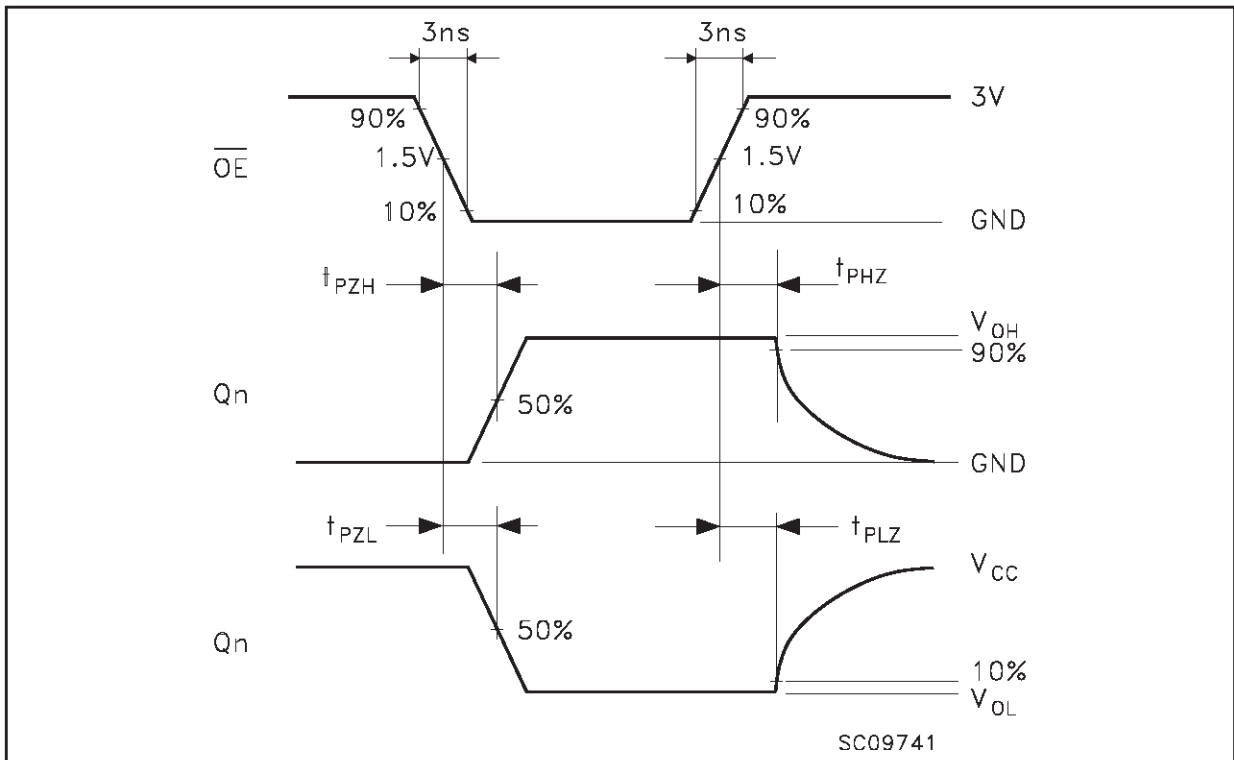 3ns 3ns
3V
90% 90%
O̅E̅ 1.5V 1.5V
10% 10%
GND
tPZH tPHZ
VOH
90%
Qn 50%
GND
tPZL tPLZ
VCC
Qn 50%
10%
VOL
SC09741